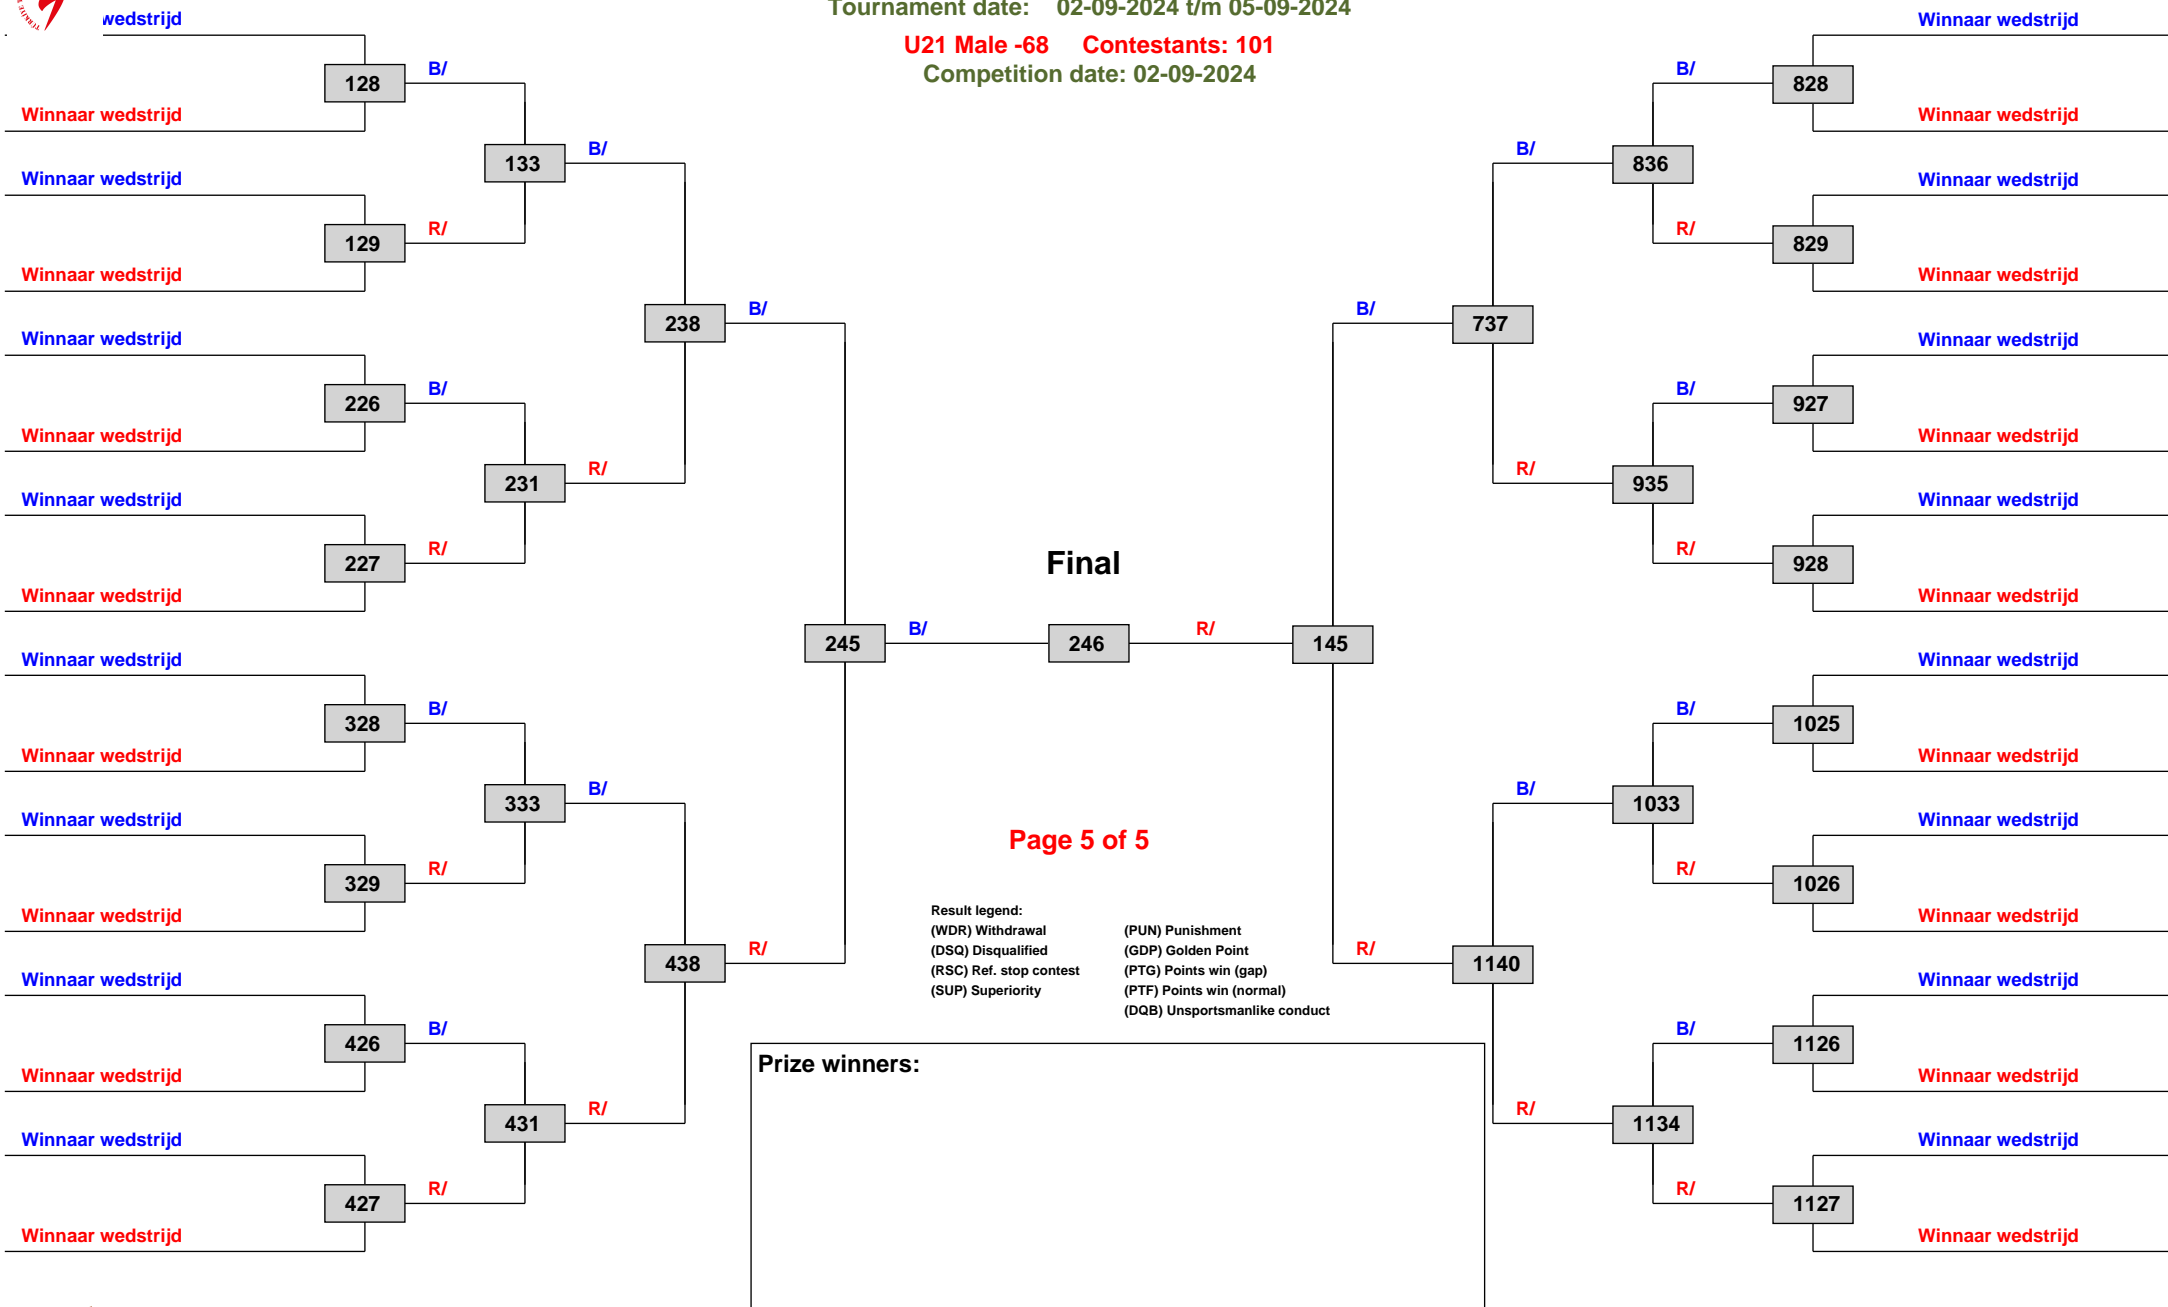 Tournament date: 02-09-2024 t/m 05-09-2024
U21 Male -68 Contestants: 101
Competition date: 02-09-2024
wedstrijd
128
B/
Winnaar wedstrijd
133
B/
Winnaar wedstrijd
129
R/
Winnaar wedstrijd
238
B/
Winnaar wedstrijd
226
B/
Winnaar wedstrijd
231
R/
Winnaar wedstrijd
227
R/
Winnaar wedstrijd
245
B/
Winnaar wedstrijd
328
B/
Winnaar wedstrijd
333
B/
Winnaar wedstrijd
329
R/
Winnaar wedstrijd
438
R/
Winnaar wedstrijd
426
B/
Winnaar wedstrijd
431
R/
Winnaar wedstrijd
427
R/
Winnaar wedstrijd
Final
246
R/
145
Page 5 of 5
Result legend:
(WDR) Withdrawal
(DSQ) Disqualified
(RSC) Ref. stop contest
(SUP) Superiority
(PUN) Punishment
(GDP) Golden Point
(PTG) Points win (gap)
(PTF) Points win (normal)
(DQB) Unsportsmanlike conduct
Prize winners:
Winnaar wedstrijd
B/
828
Winnaar wedstrijd
B/
836
Winnaar wedstrijd
R/
829
Winnaar wedstrijd
B/
737
Winnaar wedstrijd
B/
927
Winnaar wedstrijd
R/
935
Winnaar wedstrijd
R/
928
Winnaar wedstrijd
Winnaar wedstrijd
B/
1025
Winnaar wedstrijd
B/
1033
Winnaar wedstrijd
R/
1026
Winnaar wedstrijd
R/
1140
Winnaar wedstrijd
B/
1126
Winnaar wedstrijd
R/
1134
Winnaar wedstrijd
R/
1127
Winnaar wedstrijd